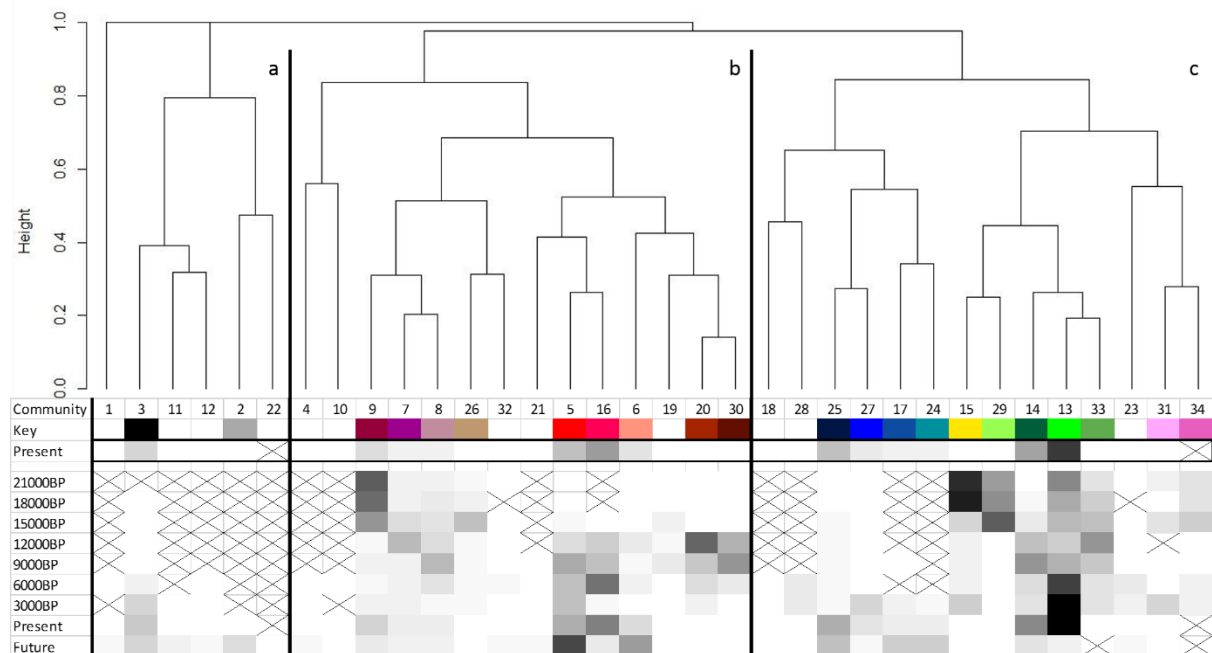 1.0
a
b
c
0.8
0.6
Height
0.4
0.2
0.0
Community 1 3 11 12 2 22 4 10 9 7 8 26 32 21 5 16 6 19 20 30 18 28 25 27 17 24 15 29 14 13 33 23 31 34
Key
Present
21000BP
18000BP
15000BP
12000BP
9000BP
6000BP
3000BP
Present
Future